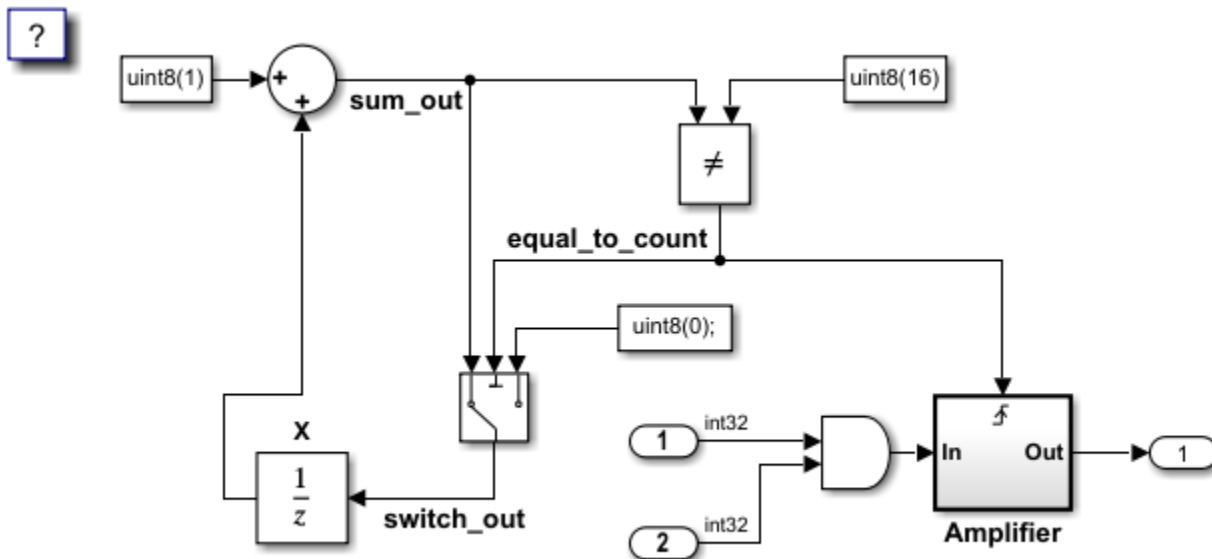 ?
uint8(1)
+
+
sum_out
uint8(16)
≠
equal_to_count
uint8(0);
X
1
z
switch_out
1
int32
2
int32
In
Out
Amplifier
1